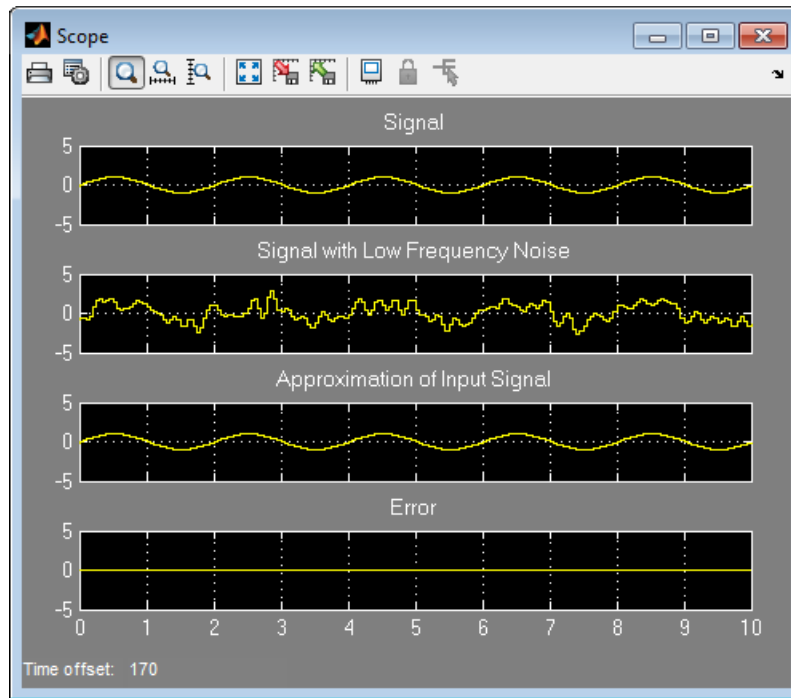 Scope
Signal
5
0
-5
Signal with Low Frequency Noise
5
0
-5
Approximation of Input Signal
5
0
-5
Error
5
0
-5
0 1 2 3 4 5 6 7 8 9 10
Time offset: 170